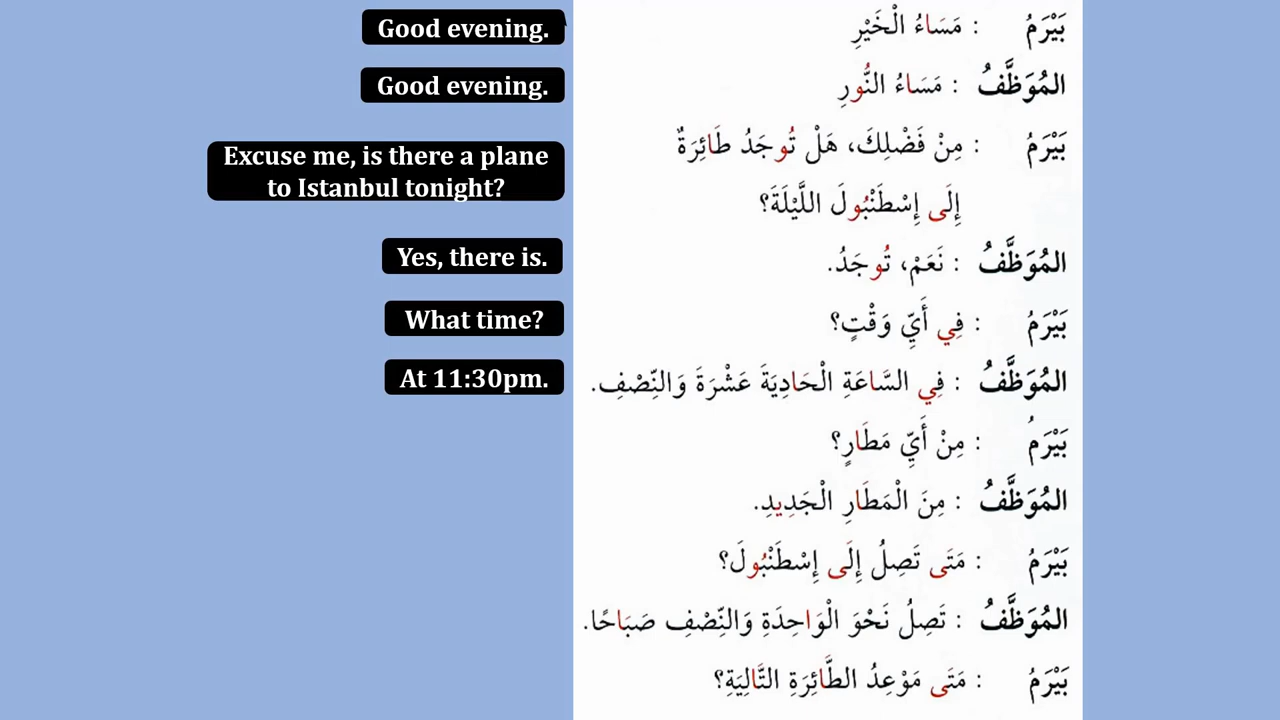 Good evening.
بَيْرَمُ : مَسَاءُ الْخَيْرِ
Good evening.
المُوَظَّفُ : مَسَاءُ النُّورِ
Excuse me, is there a plane
to Istanbul tonight?
بَيْرَمُ : مِنْ فَضْلِكَ، هَلْ تُوجَدُ طَائِرَةٌ
إِلَى إِسْطَنْبُولَ اللَّيْلَةَ؟
Yes, there is.
المُوَظَّفُ : نَعَمْ، تُوجَدُ.
What time?
بَيْرَمُ : فِي أَيِّ وَقْتٍ؟
At 11:30pm.
المُوَظَّفُ : فِي السَّاعَةِ الْحَادِيَةَ عَشْرَةَ وَالنِّصْفِ.
بَيْرَمُ : مِنْ أَيِّ مَطَارٍ؟
المُوَظَّفُ : مِنَ الْمَطَارِ الْجَدِيدِ.
بَيْرَمُ : مَتَى تَصِلُ إِلَى إِسْطَنْبُولَ؟
المُوَظَّفُ : تَصِلُ نَحْوَ الْوَاحِدَةِ وَالنِّصْفِ صَبَاحًا.
بَيْرَمُ : مَتَى مَوْعِدُ الطَّائِرَةِ التَّالِيَةِ؟